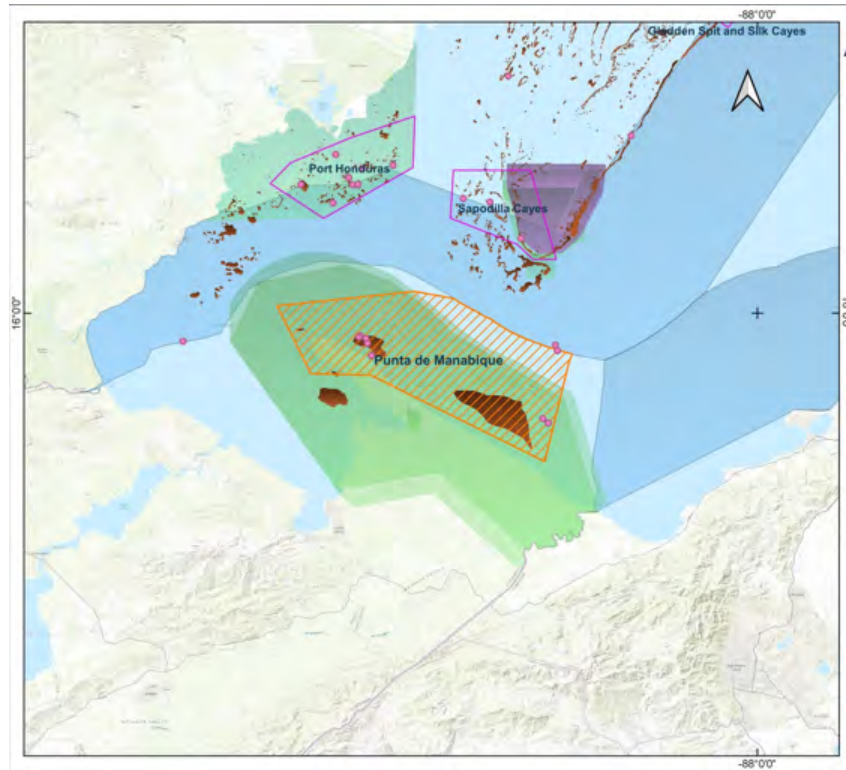 -88°0'0"
Gladden Spit and Silk Cayes
Port Honduras
Sapodilla Cayes
16°0'0"
Punta de Manabique
-88°0'0"